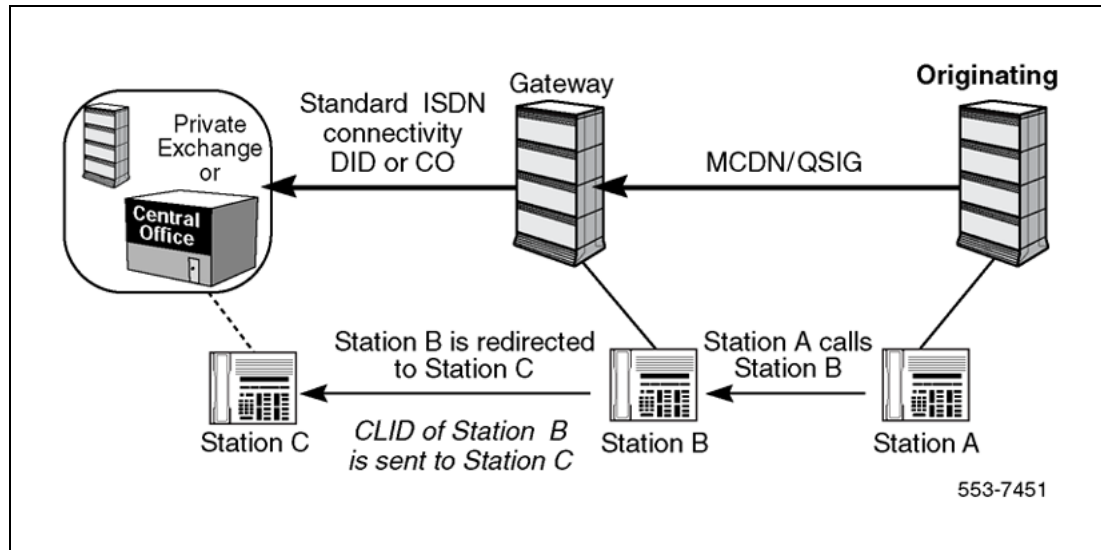 Gateway
Originating
Standard ISDN
connectivity
DID or CO
Private
Exchange
or
MCDN/QSIG
Central
Office
Station B is redirected
to Station C
Station A calls
Station B
CLID of Station B
is sent to Station C
Station C
Station B
Station A
553-7451